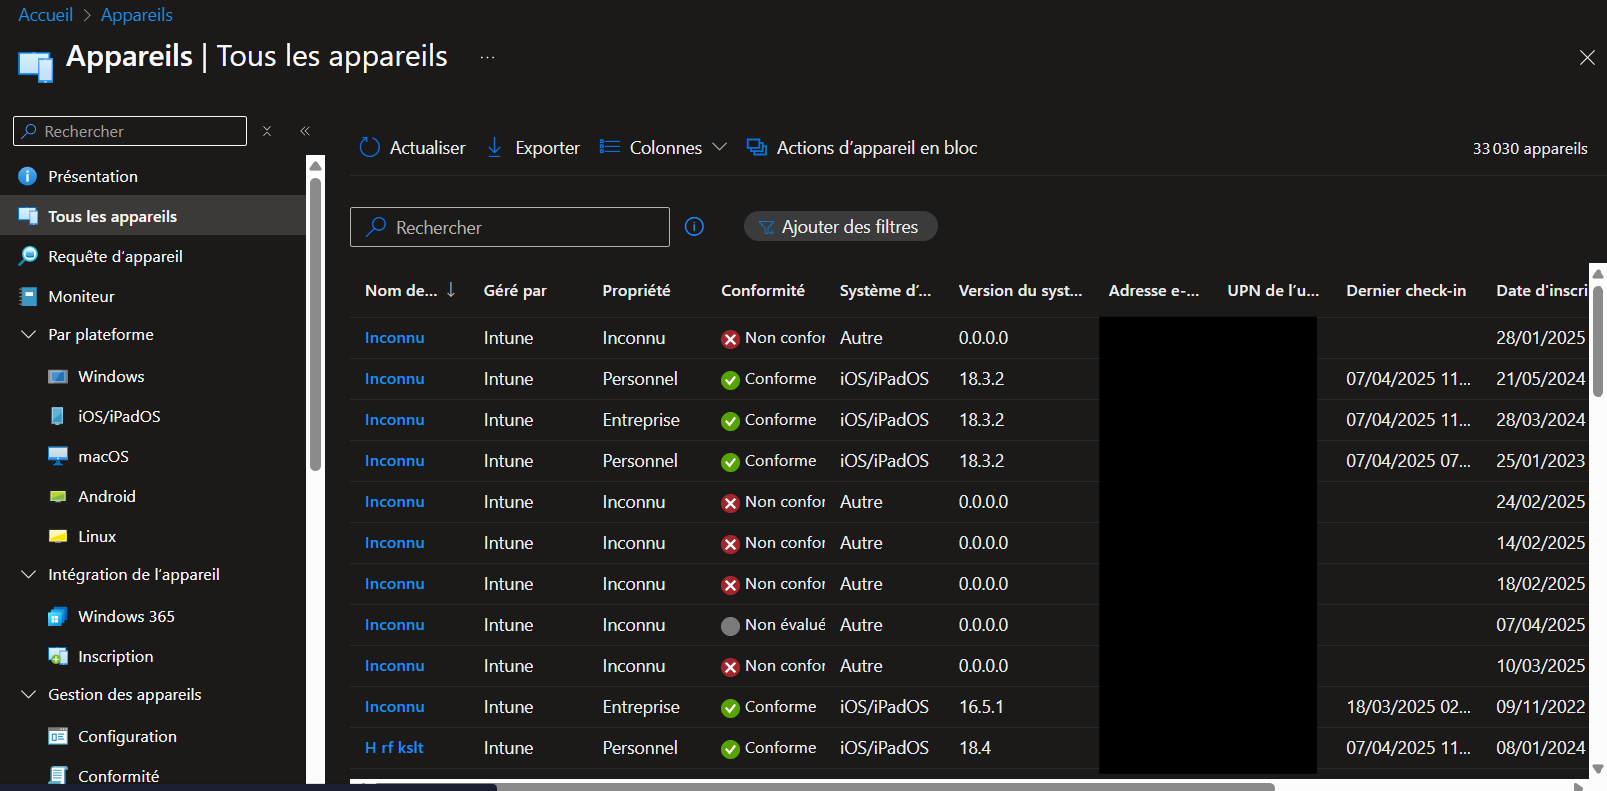 Accueil > Appareils
Appareils | Tous les appareils ...
Rechercher
Présentation
Tous les appareils
Requête d'appareil
Moniteur
Par plateforme
Windows
iOS/iPadOS
macOS
Android
Linux
Intégration de l'appareil
Windows 365
Inscription
Gestion des appareils
Configuration
Conformité
Actualiser Exporter Colonnes Actions d'appareil en bloc 33 030 appareils
Rechercher Ajouter des filtres
Nom de... ↓ Géré par Propriété Conformité Système d'... Version du syst... Adresse e-... UPN de l'u... Dernier check-in Date d'inscri
Inconnu Intune Inconnu Non confor Autre 0.0.0.0 28/01/2025
Inconnu Intune Personnel Conforme iOS/iPadOS 18.3.2 07/04/2025 11... 21/05/2024
Inconnu Intune Entreprise Conforme iOS/iPadOS 18.3.2 07/04/2025 11... 28/03/2024
Inconnu Intune Personnel Conforme iOS/iPadOS 18.3.2 07/04/2025 07... 25/01/2023
Inconnu Intune Inconnu Non confor Autre 0.0.0.0 24/02/2025
Inconnu Intune Inconnu Non confor Autre 0.0.0.0 14/02/2025
Inconnu Intune Inconnu Non confor Autre 0.0.0.0 18/02/2025
Inconnu Intune Inconnu Non évalué Autre 0.0.0.0 07/04/2025
Inconnu Intune Inconnu Non confor Autre 0.0.0.0 10/03/2025
Inconnu Intune Entreprise Conforme iOS/iPadOS 16.5.1 18/03/2025 02... 09/11/2022
H rf kslt Intune Personnel Conforme iOS/iPadOS 18.4 07/04/2025 11... 08/01/2024